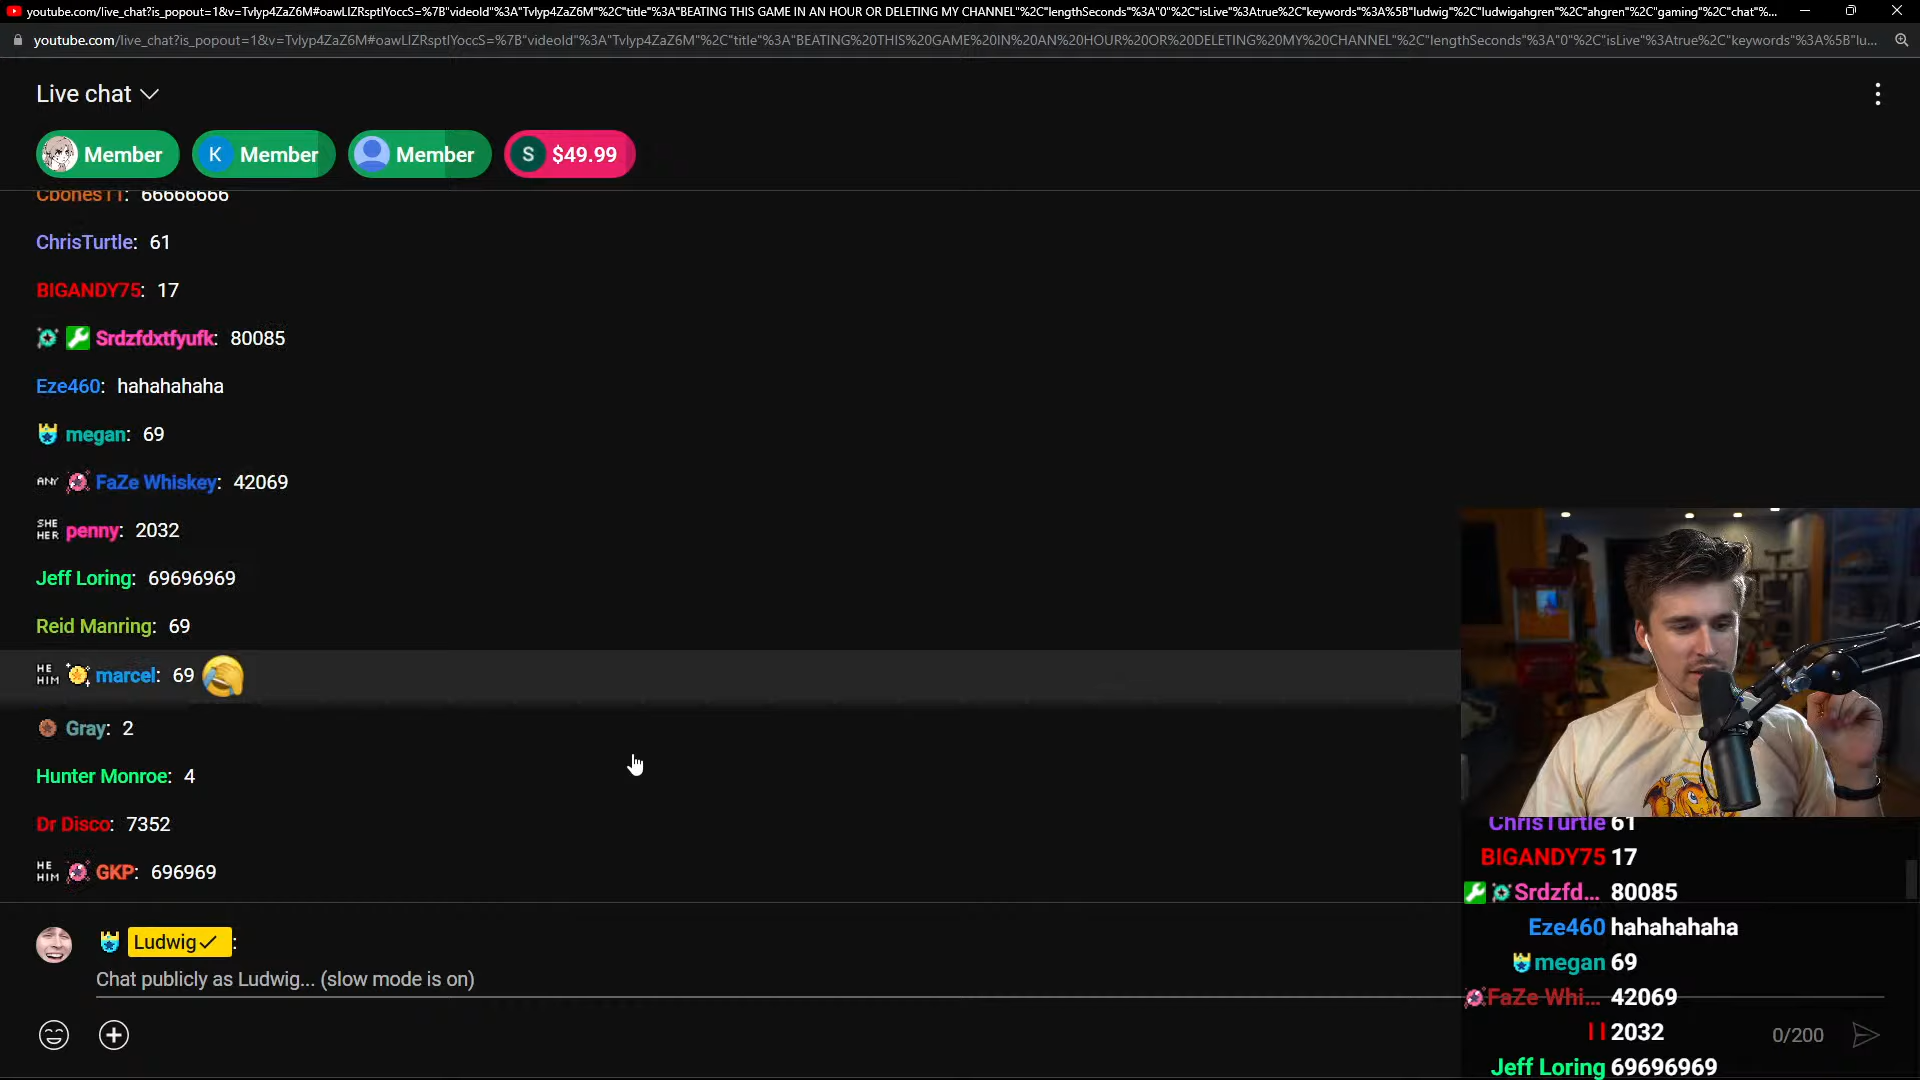 youtube.com/live_chat?is_popout=1&v=Tvlyp4ZaZ6M#oawLIZRsptIYoccS=%7B"videoId"%3A"Tvlyp4ZaZ6M"%2C"title"%3A"BEATING THIS GAME IN AN HOUR OR DELETING MY CHANNEL"%2C"lengthSeconds"%3A"0"%2C"isLive"%3Atrue%2C"keywords"%3A%5B"ludwig"%2C"ludwigahgren"%2C"ahgren"%2C"gaming"%2C"chat"%...
youtube.com/live_chat?is_popout=1&v=Tvlyp4ZaZ6M#oawLIZRsptIYoccS=%7B"videoId"%3A"Tvlyp4ZaZ6M"%2C"title"%3A"BEATING%20THIS%20GAME%20IN%20AN%20HOUR%20OR%20DELETING%20MY%20CHANNEL"%2C"lengthSeconds"%3A"0"%2C"isLive"%3Atrue%2C"keywords"%3A%5B"lu...
Live chat
Member K Member Member S $49.99
Cbones11: 66666666
ChrisTurtle: 61
BIGANDY75: 17
Srdzfdxtfyufk: 80085
Eze460: hahahahaha
megan: 69
ANY FaZe Whiskey: 42069
SHE HER penny: 2032
Jeff Loring: 69696969
Reid Manring: 69
HE HIM marcel: 69
Gray: 2
Hunter Monroe: 4
Dr Disco: 7352
HE HIM GKP: 696969
Ludwig:
Chat publicly as Ludwig... (slow mode is on)
0/200
ChrisTurtle 61
BIGANDY75 17
Srdzfd... 80085
Eze460 hahahahaha
megan 69
FaZe Whi... 42069
2032
Jeff Loring 69696969